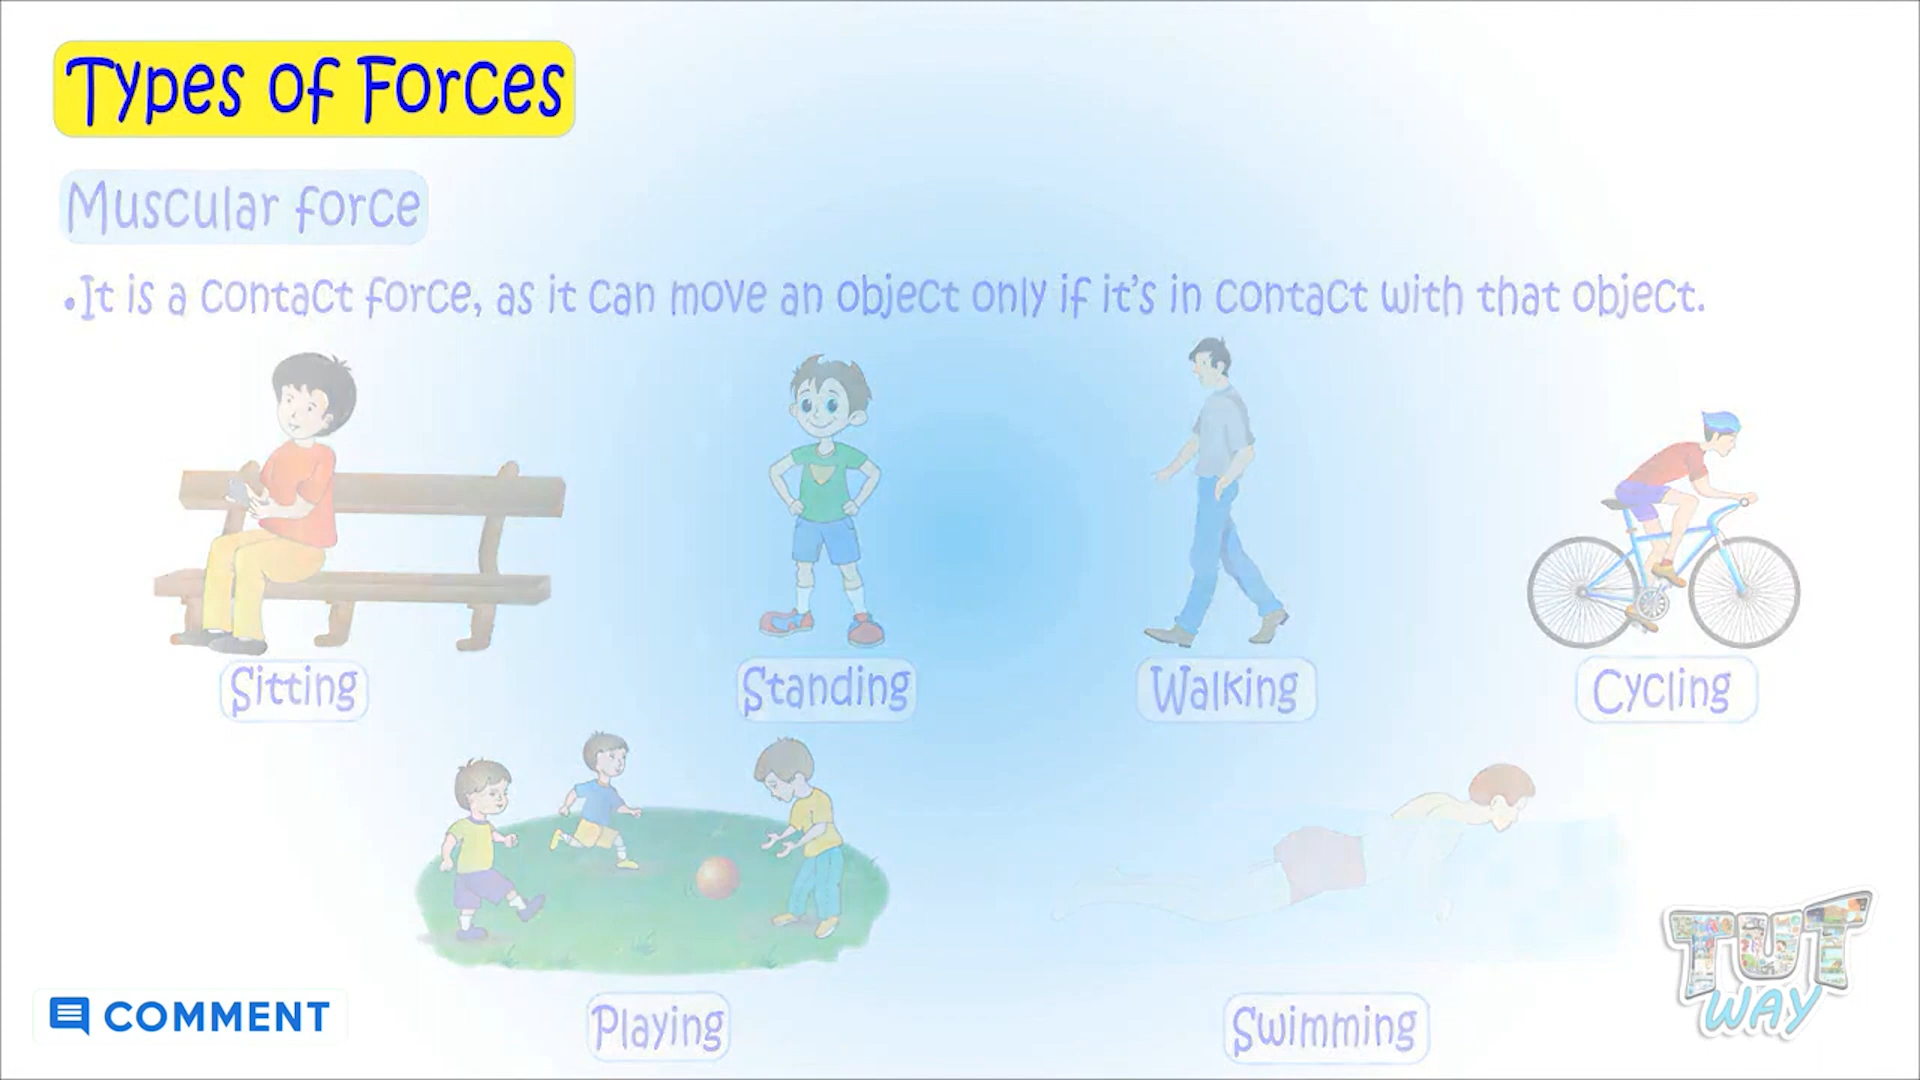 Types of Forces
Muscular force
•It is a contact force, as it can move an object only if it's in contact with that object.
Sitting
Standing
Walking
Cycling
Playing
Swimming
COMMENT
TUT
WAY